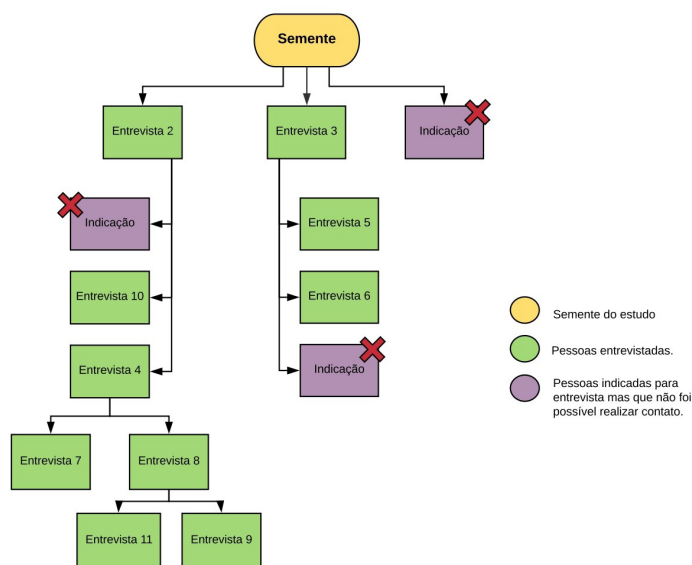 Semente
Entrevista 2
Entrevista 3
Indicação
Indicação
Entrevista 5
Entrevista 10
Entrevista 6
Entrevista 4
Indicação
Entrevista 7
Entrevista 8
Entrevista 11
Entrevista 9
Semente do estudo
Pessoas entrevistadas.
Pessoas indicadas para
entrevista mas que não foi
possível realizar contato.